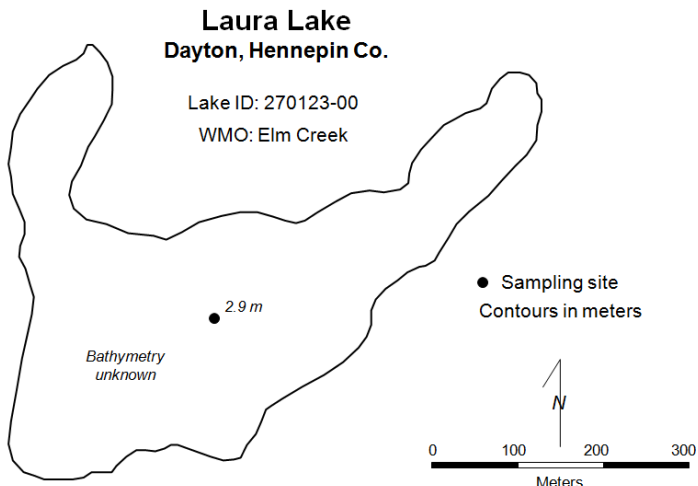 Laura Lake
Dayton, Hennepin Co.
Lake ID: 270123-00
WMO: Elm Creek
Sampling site
Contours in meters
2.9 m
Bathymetry
unknown
N
0 100 200 300
Meters